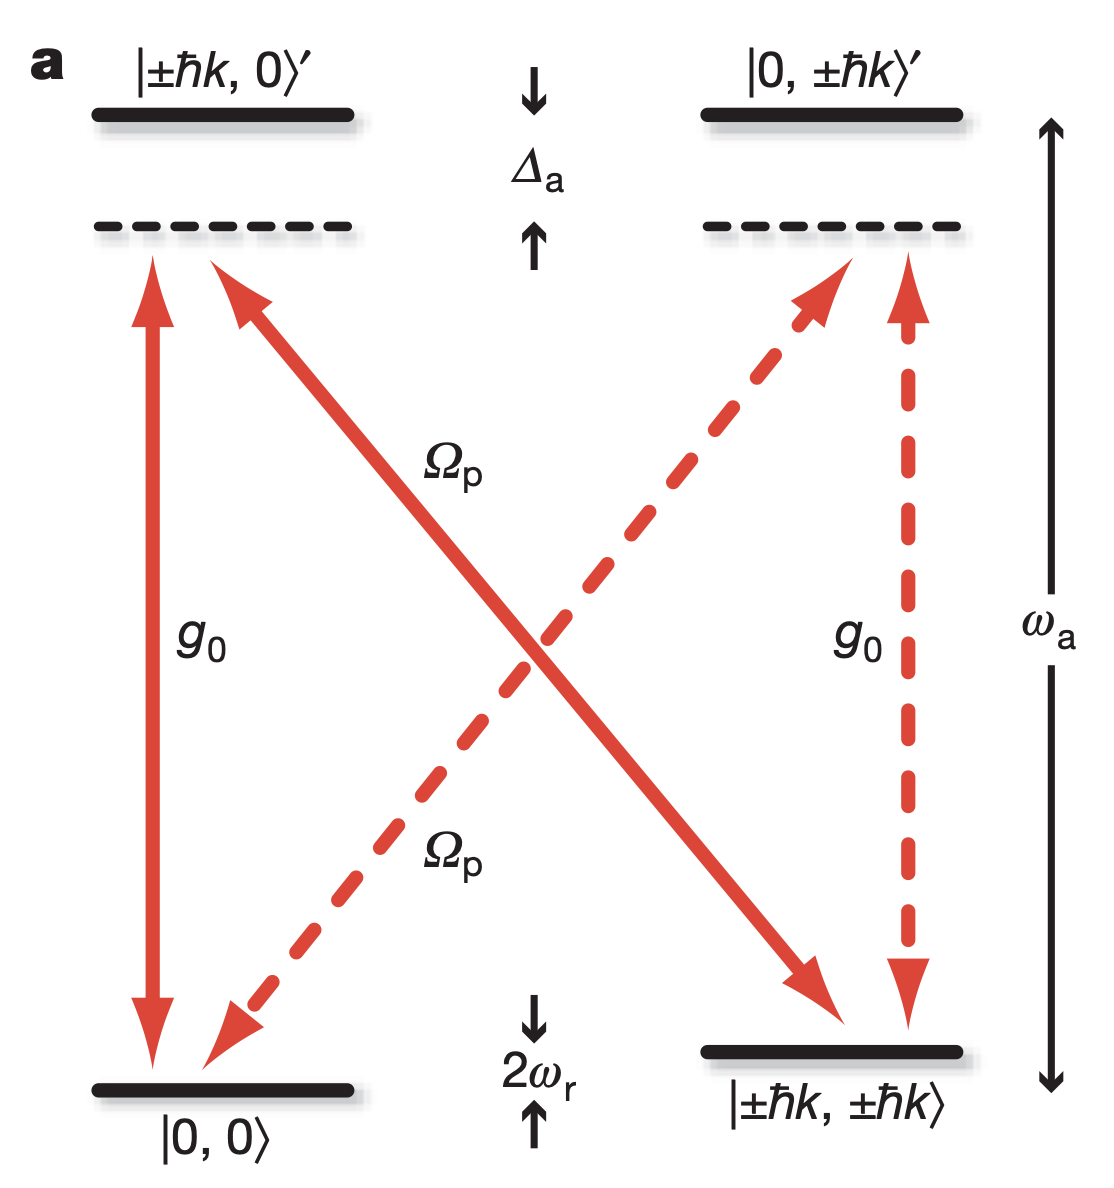 a
|±ℏk, 0⟩′
|0, ±ℏk⟩′
Δa
Ωp
g0
g0
ωa
Ωp
2ωr
|0, 0⟩
|±ℏk, ±ℏk⟩